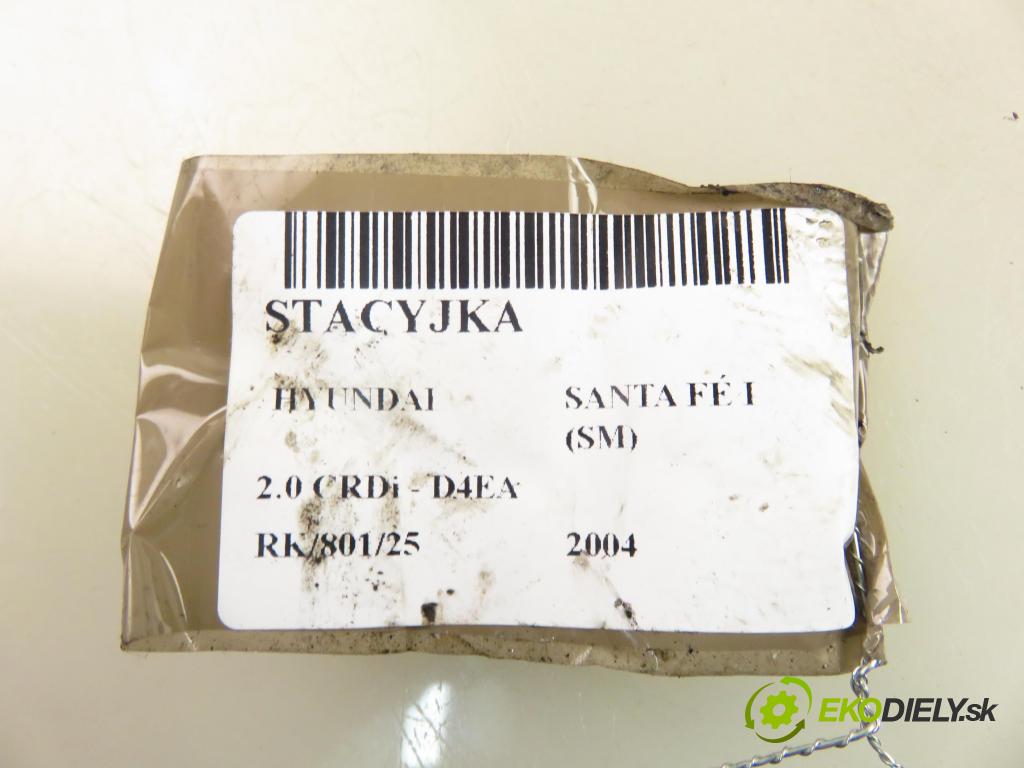 STACYJKA
HYUNDAI SANTA FÉ I
(SM)
2.0 CRDi - D4EA
RK/801/25 2004
EKODIELY.sk